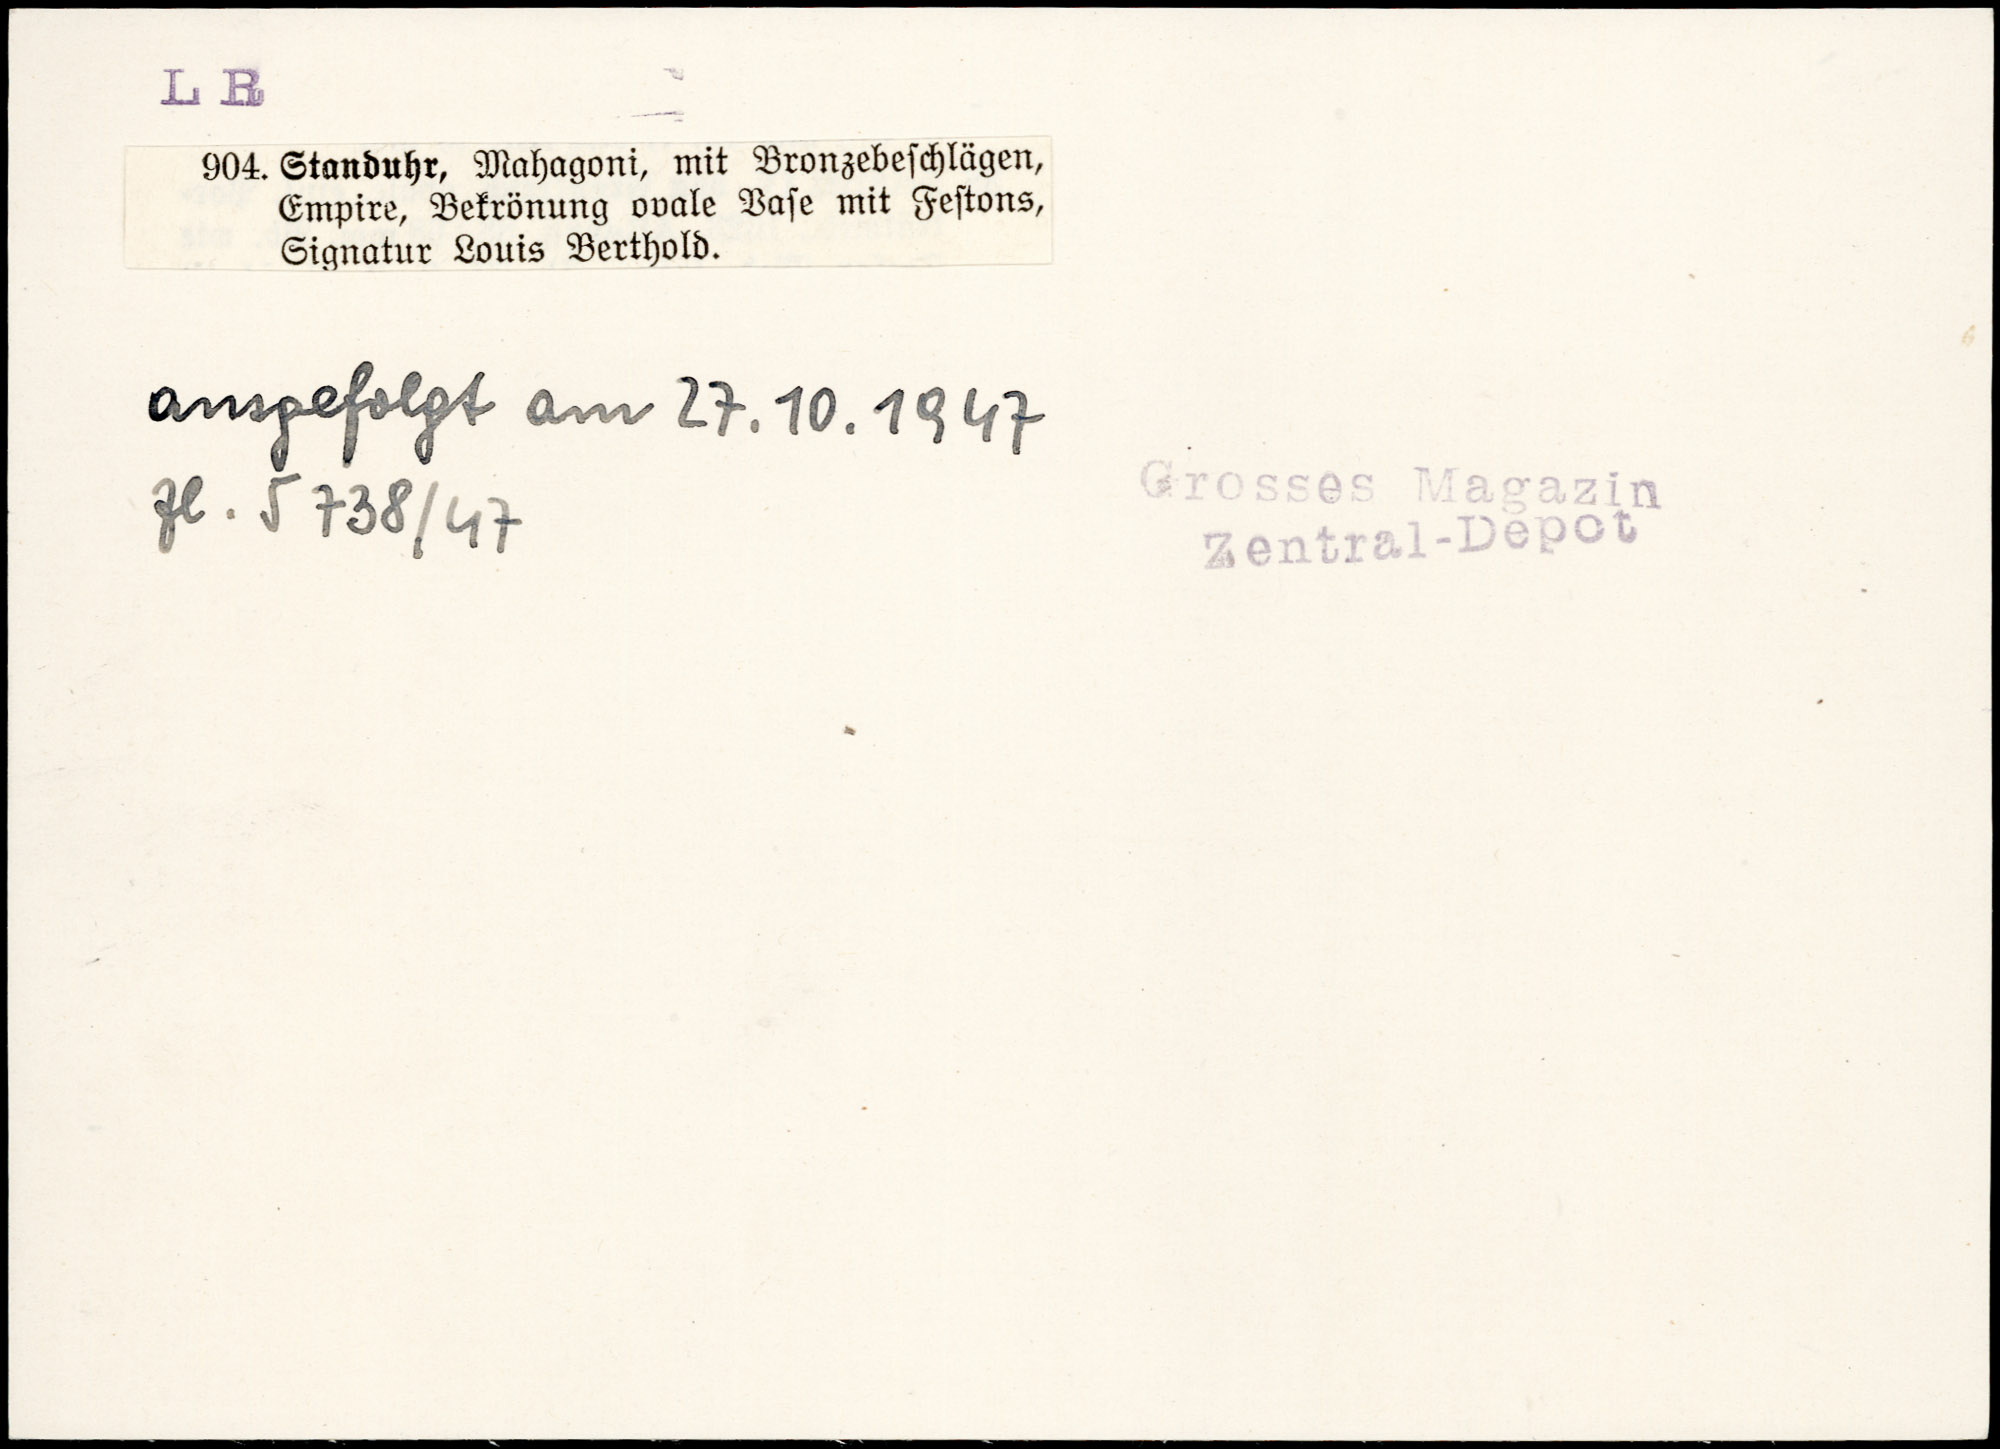 LR
904. Standuhr, Mahagoni, mit Bronzebeschlägen,
Empire, Bekrönung ovale Vase mit Festons,
Signatur Louis Berthold.
ausgefolgt am 27.10.1947
Zl. 5738/47
Grosses Magazin
Zentral-Depot